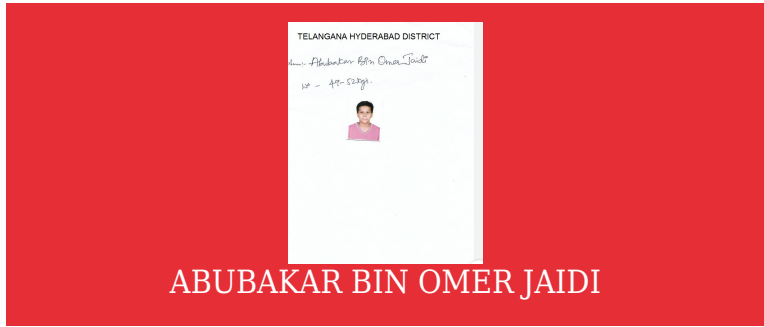 TELANGANA HYDERABAD DISTRICT
Abubakar Bin Omer Jaidi
Wt - 49-52kgs.
ABUBAKAR BIN OMER JAIDI